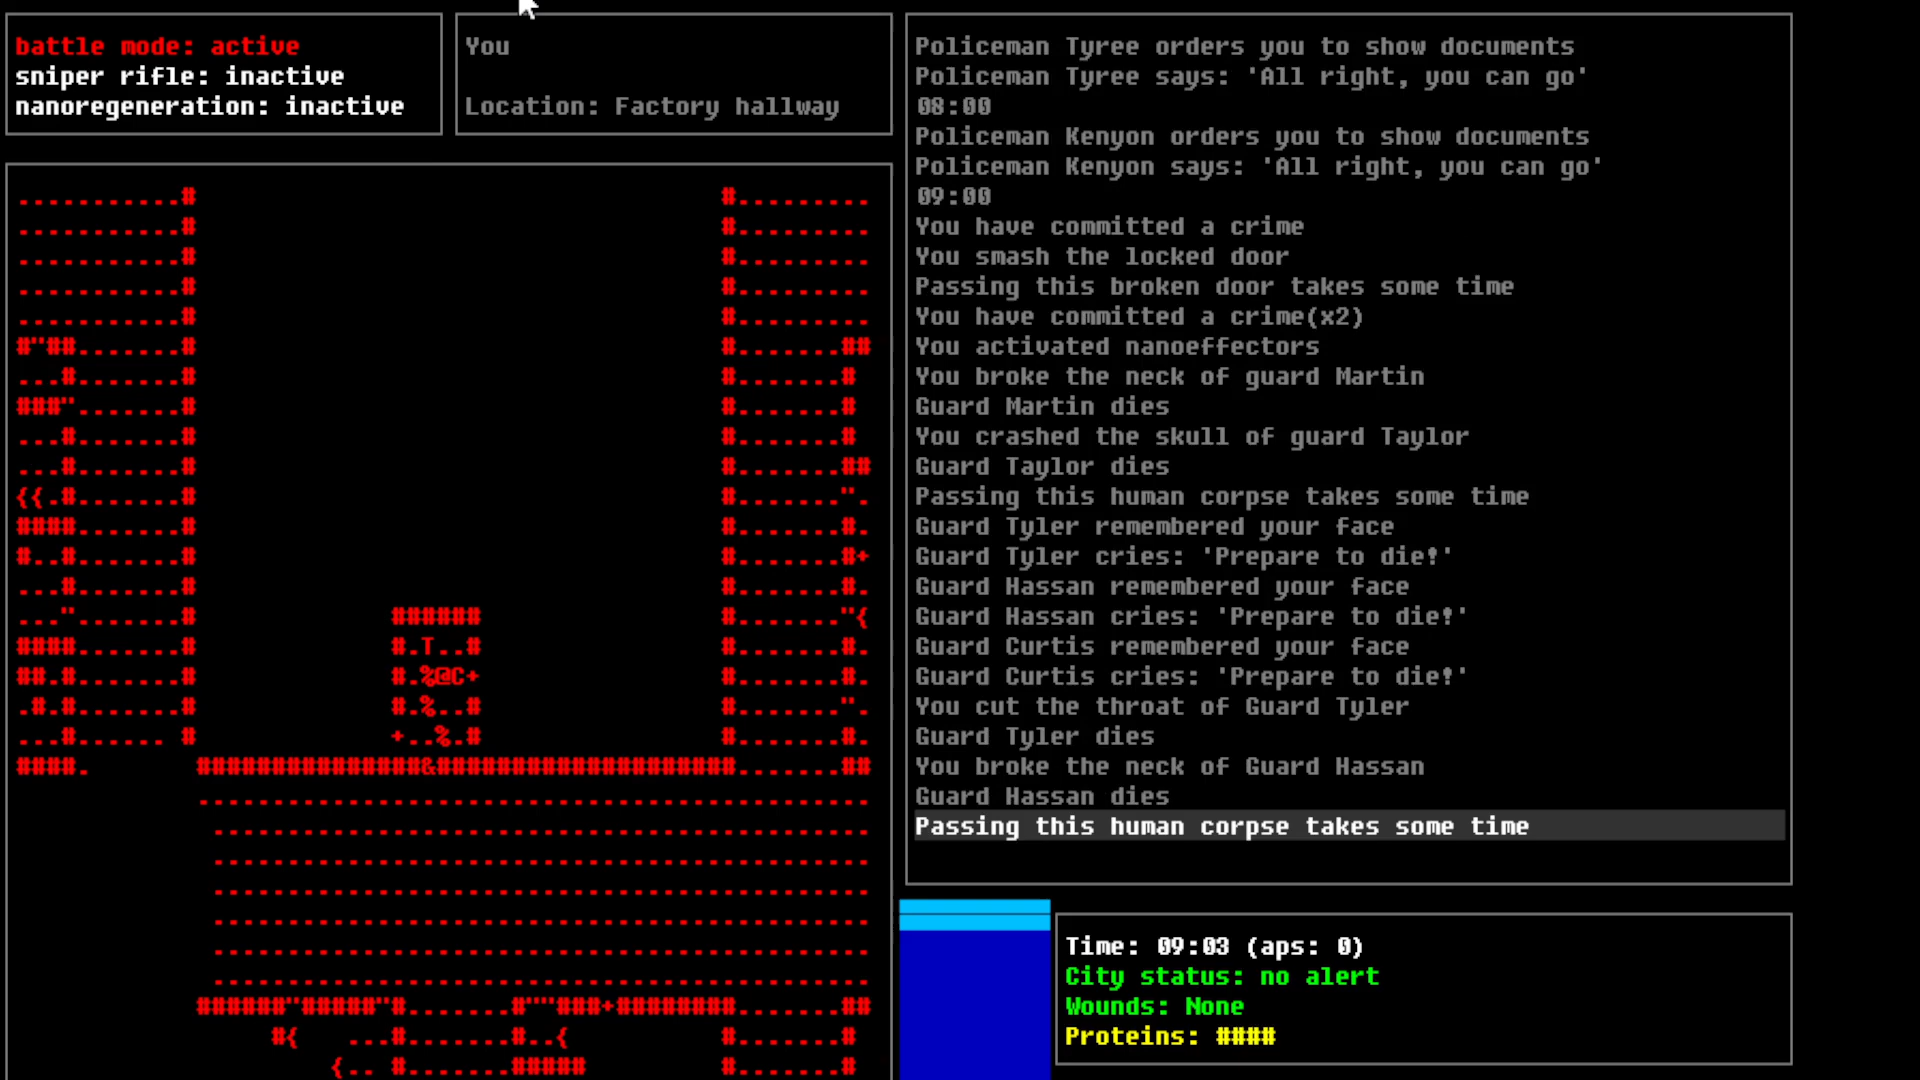 battle mode: active
sniper rifle: inactive
nanoregeneration: inactive
You
Location: Factory hallway
...........#
#.........
...........#
#.........
...........#
#.........
...........#
#.........
...........#
#.........
#"##.......#
#.......##
...#.......#
#.......#
###".......#
#.......#
...#.......#
#.......#
...#.......#
#.......##
{{.#.......#
#.......".
####.......#
#.......#.
#..#.......#
#.......#+
...#.......#
#.......#.
...".......#
######
#......."{
####.......#
#.T..#
#.......#.
##.#.......#
#.%@C+
#.......#.
.#.#.......#
#.%..#
#.......".
...#...... #
+..%.#
#.......#.
####.
###############&####################.......##
.............................................
............................................
............................................
............................................
............................................
............................................
............................................
######"#####"#.......#""###+########.......##
#{   ...#.......#..{
#.......#
{.. #.......#####
#.......#
Policeman Tyree orders you to show documents
Policeman Tyree says: 'All right, you can go'
08:00
Policeman Kenyon orders you to show documents
Policeman Kenyon says: 'All right, you can go'
09:00
You have committed a crime
You smash the locked door
Passing this broken door takes some time
You have committed a crime(x2)
You activated nanoeffectors
You broke the neck of guard Martin
Guard Martin dies
You crashed the skull of guard Taylor
Guard Taylor dies
Passing this human corpse takes some time
Guard Tyler remembered your face
Guard Tyler cries: 'Prepare to die!'
Guard Hassan remembered your face
Guard Hassan cries: 'Prepare to die!'
Guard Curtis remembered your face
Guard Curtis cries: 'Prepare to die!'
You cut the throat of Guard Tyler
Guard Tyler dies
You broke the neck of Guard Hassan
Guard Hassan dies
Passing this human corpse takes some time
Time: 09:03 (aps: 0)
City status: no alert
Wounds: None
Proteins: ####